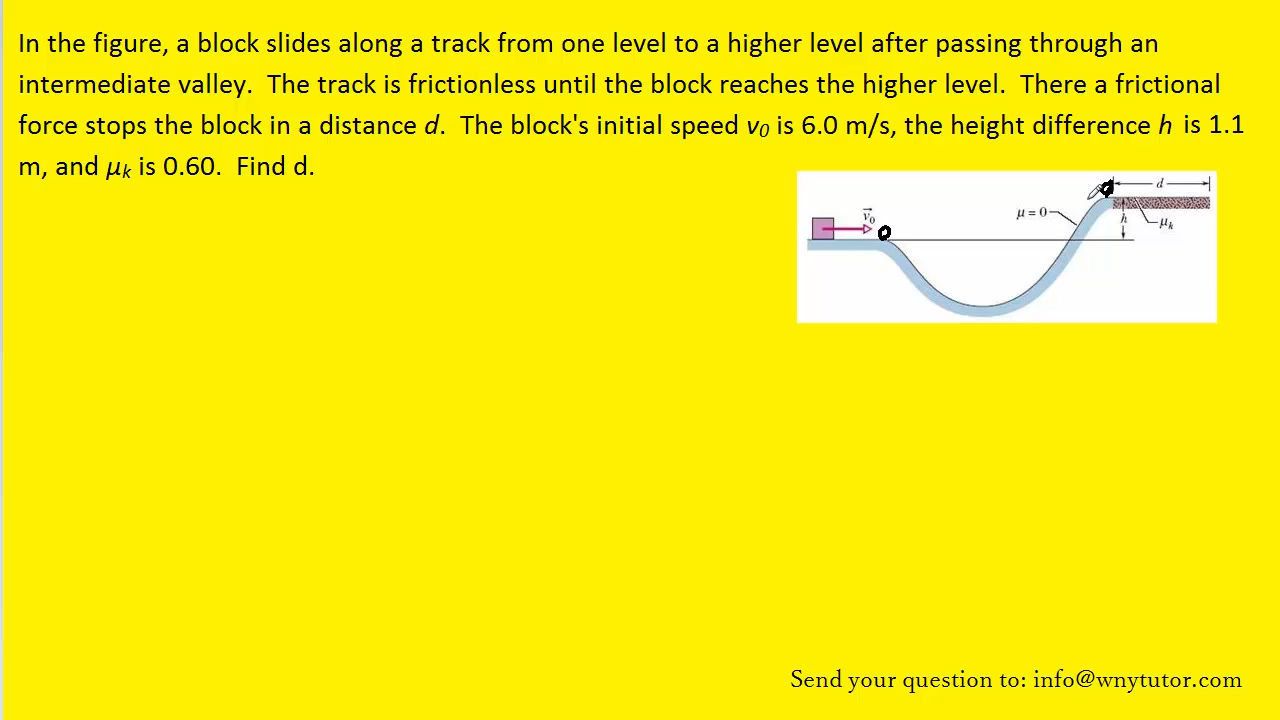 In the figure, a block slides along a track from one level to a higher level after passing through an
intermediate valley.  The track is frictionless until the block reaches the higher level.  There a frictional
force stops the block in a distance d.  The block's initial speed v₀ is 6.0 m/s, the height difference h is 1.1
m, and μₖ is 0.60.  Find d.
d
v⃗₀
μ = 0
h
μₖ
Send your question to: info@wnytutor.com